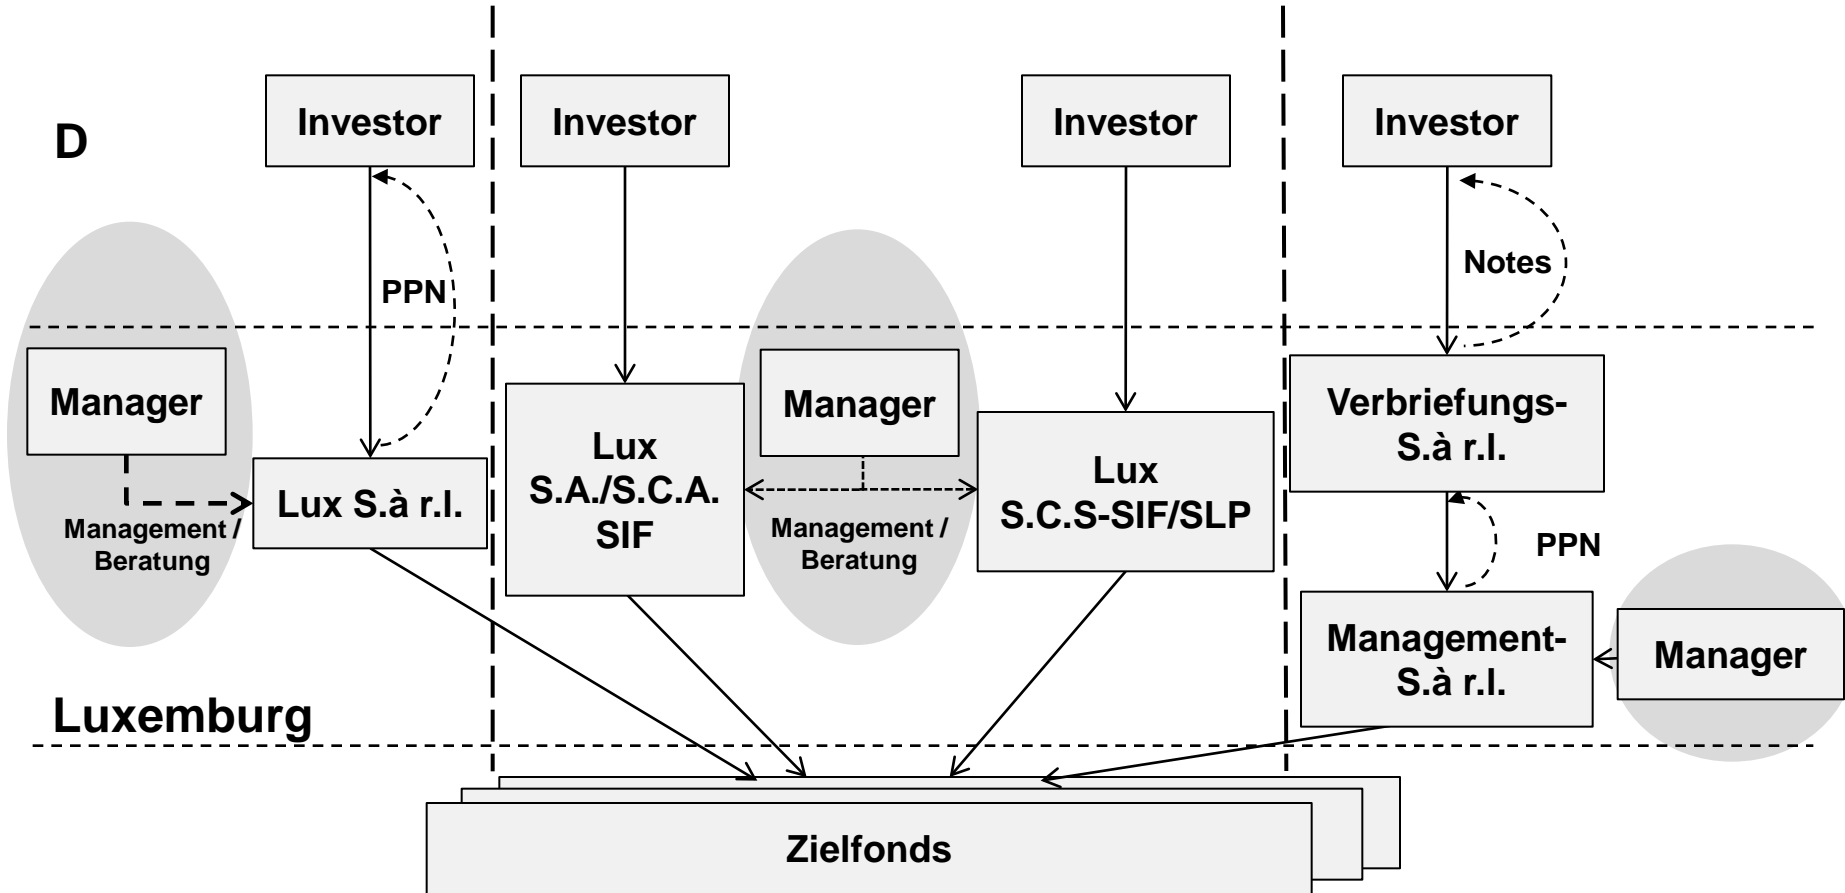 Investor
Investor
Investor
Investor
D
Notes
PPN
Manager
Manager
Verbriefungs-
S.à r.l.
Lux S.à r.l.
Lux
S.A./S.C.A.
SIF
Lux
S.C.S-SIF/SLP
Management /
Beratung
Management /
Beratung
PPN
Management-
S.à r.l.
Manager
Luxemburg
Zielfonds